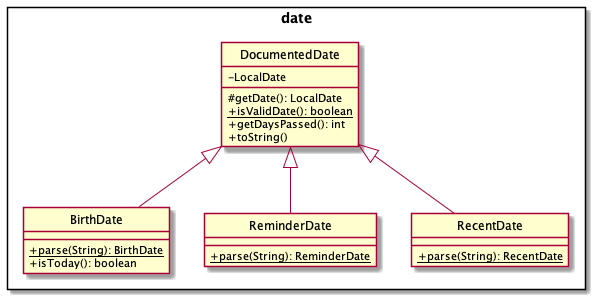 date
DocumentedDate
-LocalDate
#getDate(): LocalDate
+isValidDate(): boolean
+getDaysPassed(): int
+toString()
BirthDate
+parse(String): BirthDate
+isToday(): boolean
ReminderDate
+parse(String): ReminderDate
RecentDate
+parse(String): RecentDate